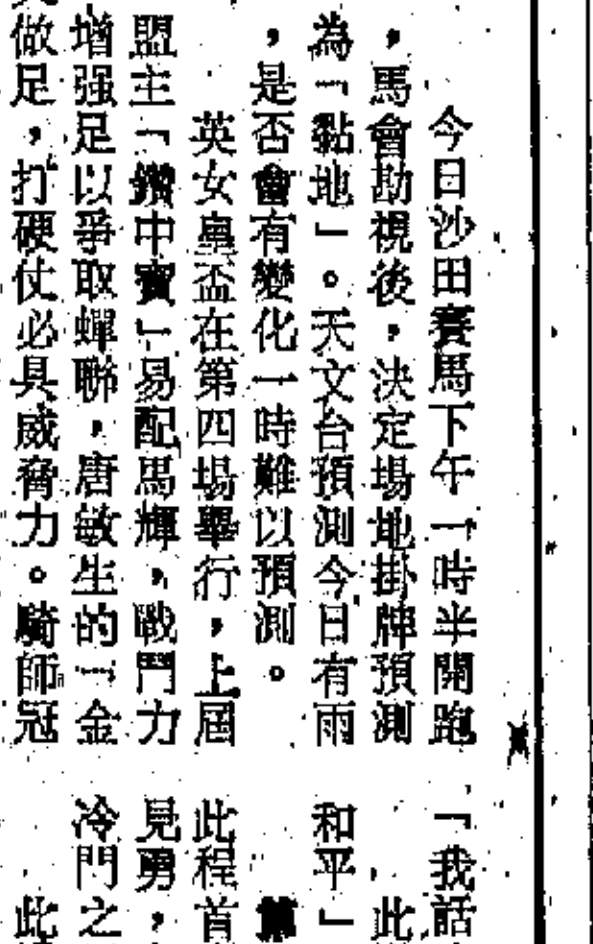 今日沙田賽馬下午一時半開跑
，馬會勘視後，決定場地掛牌預測
為「黏地」。天文台預測今日有雨
，是否會有變化一時難以預測。
英女皇盃在第四場舉行，上屆
盟主「鑽中寶」易配馬輝，戰鬥力
增强足以爭取蟬聯，唐敏生的「金
做足，打硬仗必具威脅力。騎師冠
「我話
此
和平」
此程首
見勇，
冷門之
此